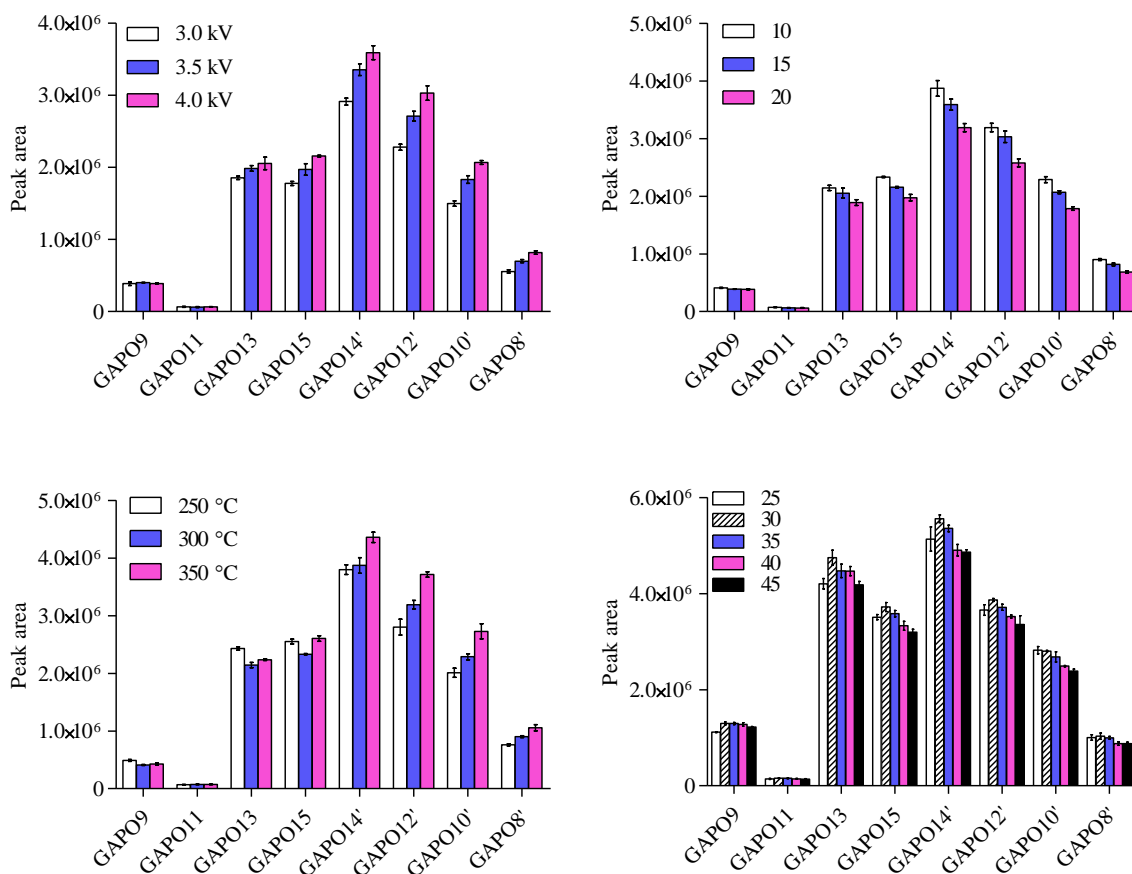 4.0×10⁶
3.0×10⁶
2.0×10⁶
1.0×10⁶
0
Peak area
3.0 kV
3.5 kV
4.0 kV
GAPO9
GAPO11
GAPO13
GAPO15
GAPO14'
GAPO12'
GAPO10'
GAPO8'
5.0×10⁶
4.0×10⁶
3.0×10⁶
2.0×10⁶
1.0×10⁶
0
Peak area
10
15
20
GAPO9
GAPO11
GAPO13
GAPO15
GAPO14'
GAPO12'
GAPO10'
GAPO8'
5.0×10⁶
4.0×10⁶
3.0×10⁶
2.0×10⁶
1.0×10⁶
0
Peak area
250 °C
300 °C
350 °C
GAPO9
GAPO11
GAPO13
GAPO15
GAPO14'
GAPO12'
GAPO10'
GAPO8'
6.0×10⁶
4.0×10⁶
2.0×10⁶
0
Peak area
25
30
35
40
45
GAPO9
GAPO11
GAPO13
GAPO15
GAPO14'
GAPO12'
GAPO10'
GAPO8'